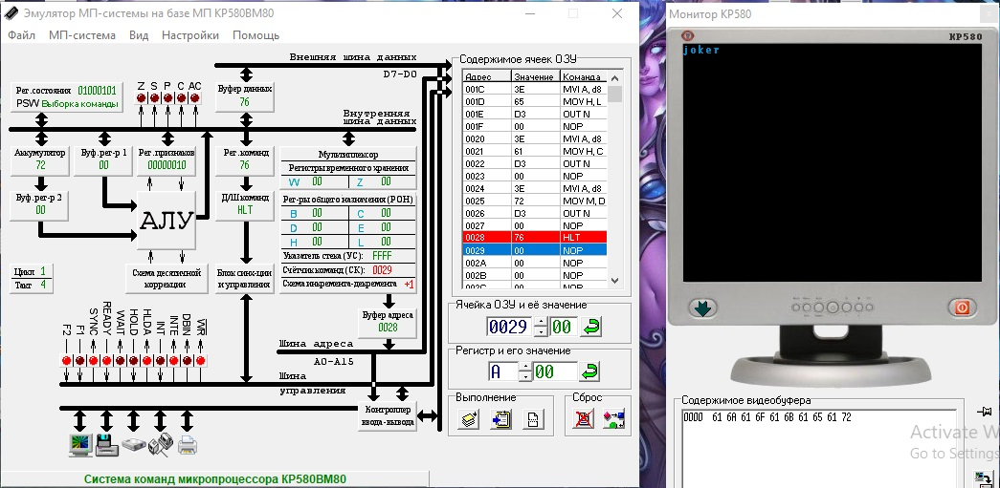 Эмулятор МП-системы на базе МП КР580ВМ80
Файл МП-система Вид Настройки Помощь
Внешняя шина данных
D7-D0
Рег.состояния 01000101
PSW Выборка команды
Z S P C AC
Буфер данных
76
Внутренняя
шина данных
Аккумулятор
72
Буф.рег-р 1
00
Рег.признаков
00000010
Рег.команд
76
Мультиплексор
Регистры временного хранения
W 00 Z 00
Буф.рег-р 2
00
АЛУ
Д/Ш команд
HLT
Рег-ры общего назначения (РОН)
B 00 C 00
D 00 E 00
H 00 L 00
Указатель стека (УС): FFFF
Счётчик команд (СК): 0029
Схема инкремента-декремента +1
Цикл 1
Такт 4
Схема десятичной
коррекции
Блок синх-ции
и управления
Буфер адреса
0028
F2 F1 SYNC READY WAIT HOLD HLDA INT INTE DBIN WR
Шина адреса
A0-A15
Шина
управления
Контроллер
ввода-вывода
Система команд микропроцессора КР580ВМ80
Содержимое ячеек ОЗУ
Адрес Значение Команда
001C 3E MVI A, d8
001D 65 MOV H, L
001E D3 OUT N
001F 00 NOP
0020 3E MVI A, d8
0021 61 MOV H, C
0022 D3 OUT N
0023 00 NOP
0024 3E MVI A, d8
0025 72 MOV M, D
0026 D3 OUT N
0027 00 NOP
0028 76 HLT
0029 00 NOP
002A 00 NOP
002B 00 NOP
002C 00 NOP
Ячейка ОЗУ и её значение
0029 00
Регистр и его значение
A 00
Выполнение
Сброс
Монитор КР580
КР580
joker
Содержимое видеобуфера
0000 61 6A 61 6F 61 6B 61 65 61 72
Activate W
Go to Settings